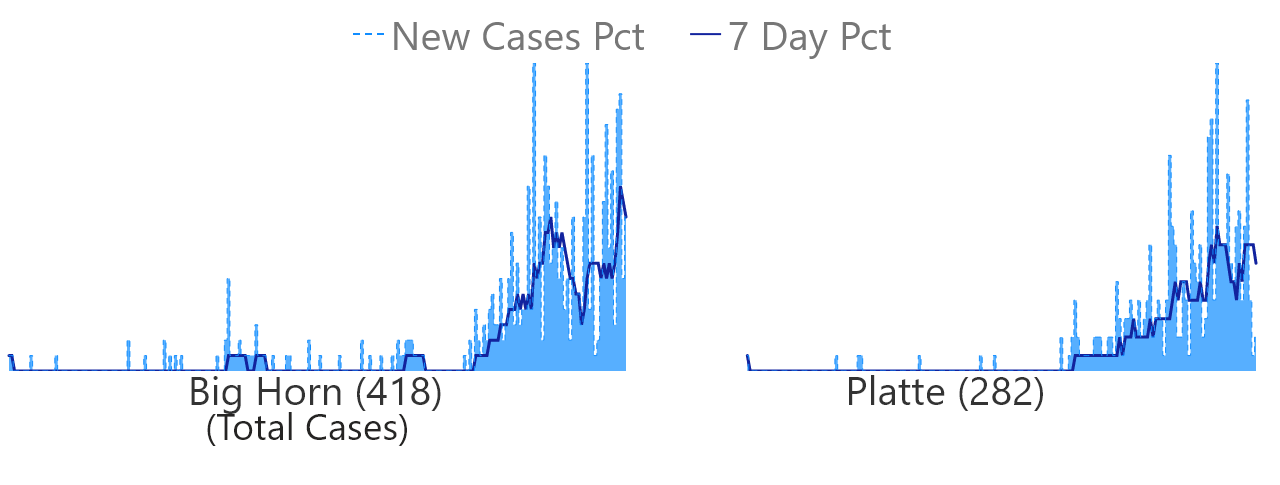 New Cases Pct 7 Day Pct
Big Horn (418) Platte (282)
(Total Cases)